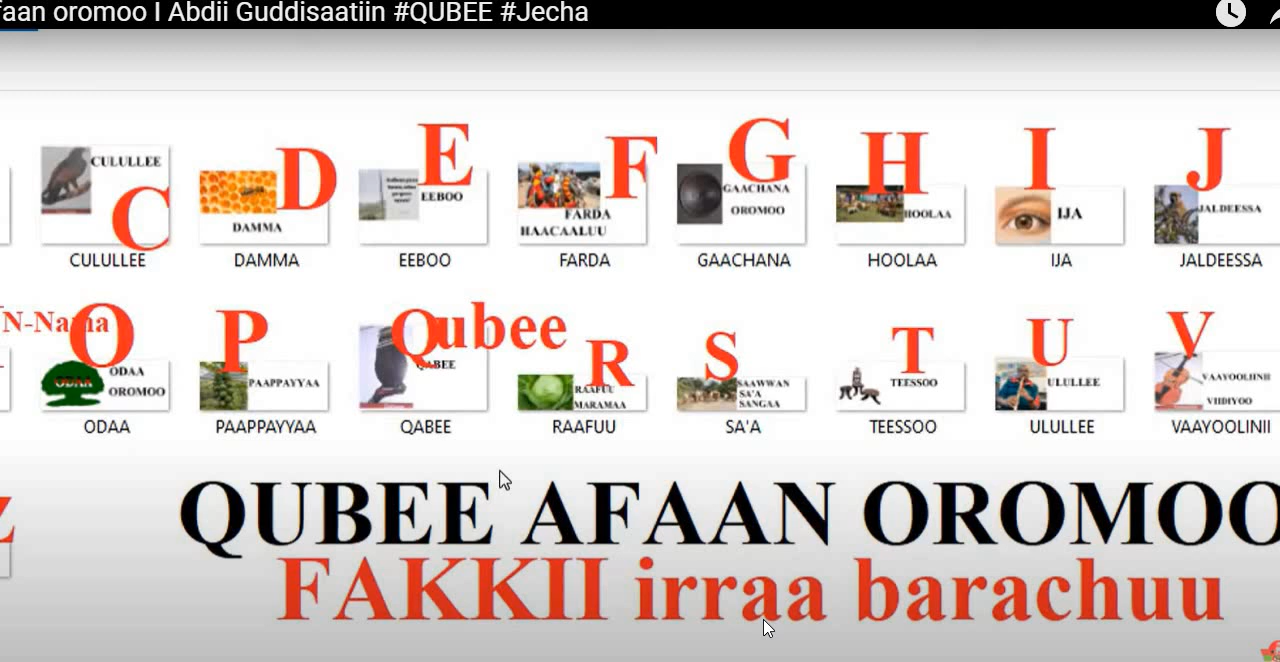 faan oromoo I Abdii Guddisaatiin #QUBEE #Jecha
C D E F G H I J
CULULLEE
DAMMA
EEBOO
FARDA
HAACAALUU
GAACHANA
OROMOO
HOOLAA
IJA
JALDEESSA
CULULLEE DAMMA EEBOO FARDA GAACHANA HOOLAA IJA JALDEESSA
N-Nama O P Qubee R S T U V
ODAA
ODAA
OROMOO
PAAPPAYYAA
QABEE
RAAFUU
MARAMAA
SAAWWAN
SA'A
SANGAA
TEESSOO
ULULLEE
VAAYOOLINII
VIIDIYOO
ODAA PAAPPAYYAA QABEE RAAFUU SA'A TEESSOO ULULLEE VAAYOOLINII
Z
QUBEE AFAAN OROMOO
FAKKII irraa barachuu